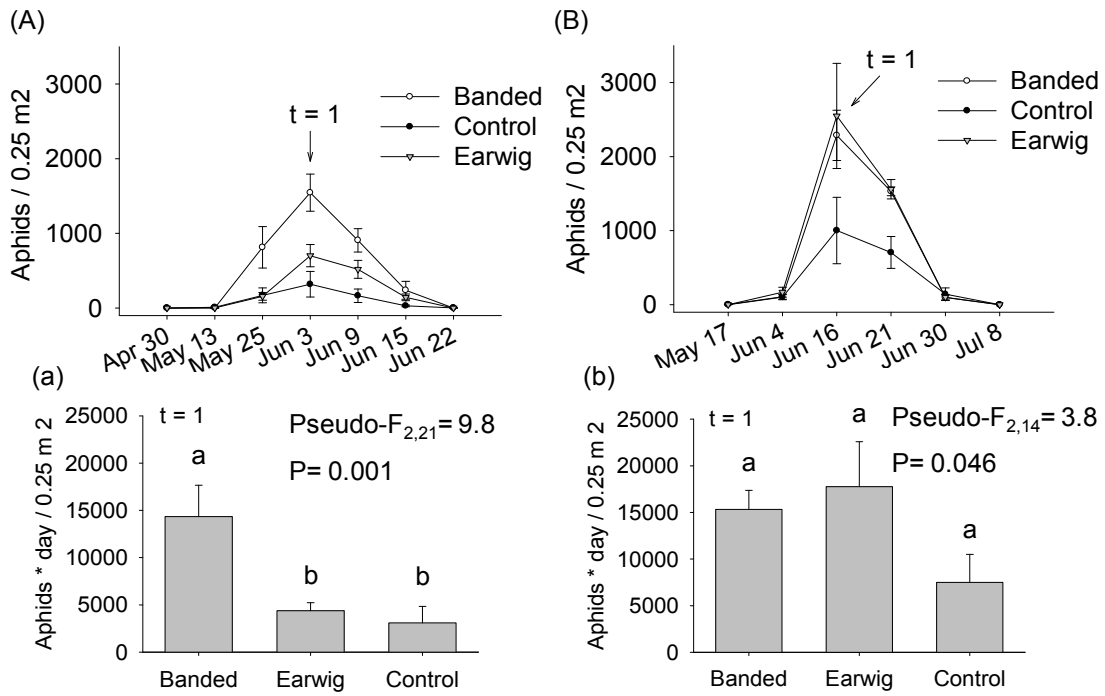 (A)
Aphids / 0.25 m2
3000
2000
1000
0
t = 1
Banded
Control
Earwig
Apr 30
May 13
May 25
Jun 3
Jun 9
Jun 15
Jun 22
(B)
Aphids / 0.25 m2
3000
2000
1000
0
t = 1
Banded
Control
Earwig
May 17
Jun 4
Jun 16
Jun 21
Jun 30
Jul 8
(a)
Aphids * day / 0.25 m 2
25000
20000
15000
10000
5000
0
t = 1
Pseudo-F2,21= 9.8
P= 0.001
a
b
b
Banded
Earwig
Control
(b)
Aphids * day / 0.25 m 2
25000
20000
15000
10000
5000
0
t = 1
Pseudo-F2,14= 3.8
P= 0.046
a
a
a
Banded
Earwig
Control